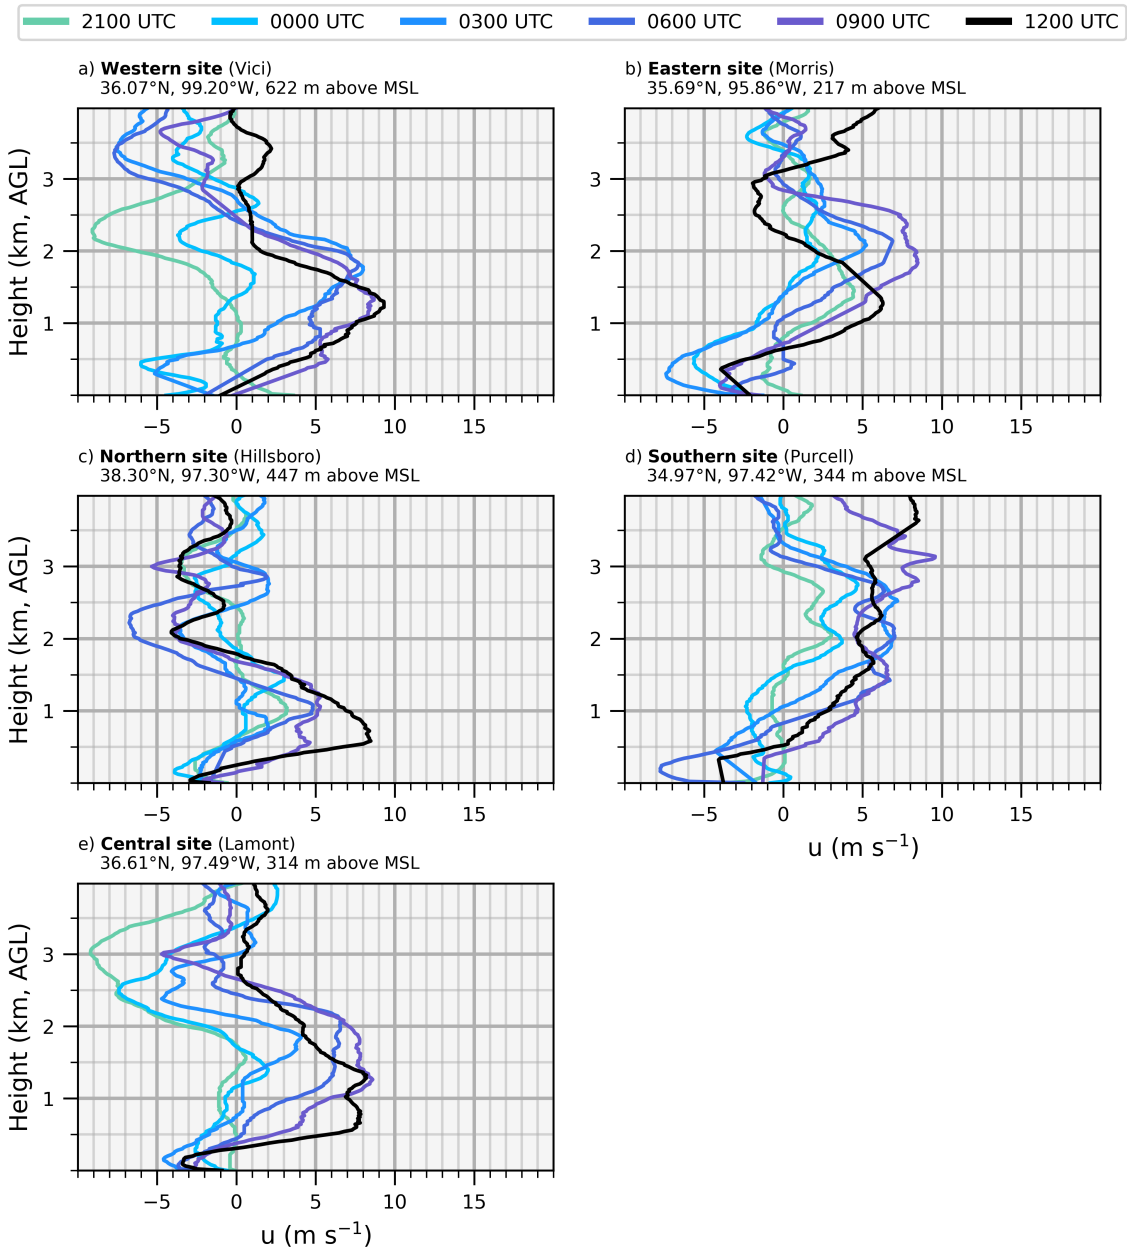 2100 UTC 0000 UTC 0300 UTC 0600 UTC 0900 UTC 1200 UTC
a) Western site (Vici)
36.07°N, 99.20°W, 622 m above MSL
Height (km, AGL)
3
2
1
−5 0 5 10 15
b) Eastern site (Morris)
35.69°N, 95.86°W, 217 m above MSL
3
2
1
−5 0 5 10 15
c) Northern site (Hillsboro)
38.30°N, 97.30°W, 447 m above MSL
Height (km, AGL)
3
2
1
−5 0 5 10 15
d) Southern site (Purcell)
34.97°N, 97.42°W, 344 m above MSL
3
2
1
−5 0 5 10 15
u (m s⁻¹)
e) Central site (Lamont)
36.61°N, 97.49°W, 314 m above MSL
Height (km, AGL)
3
2
1
−5 0 5 10 15
u (m s⁻¹)